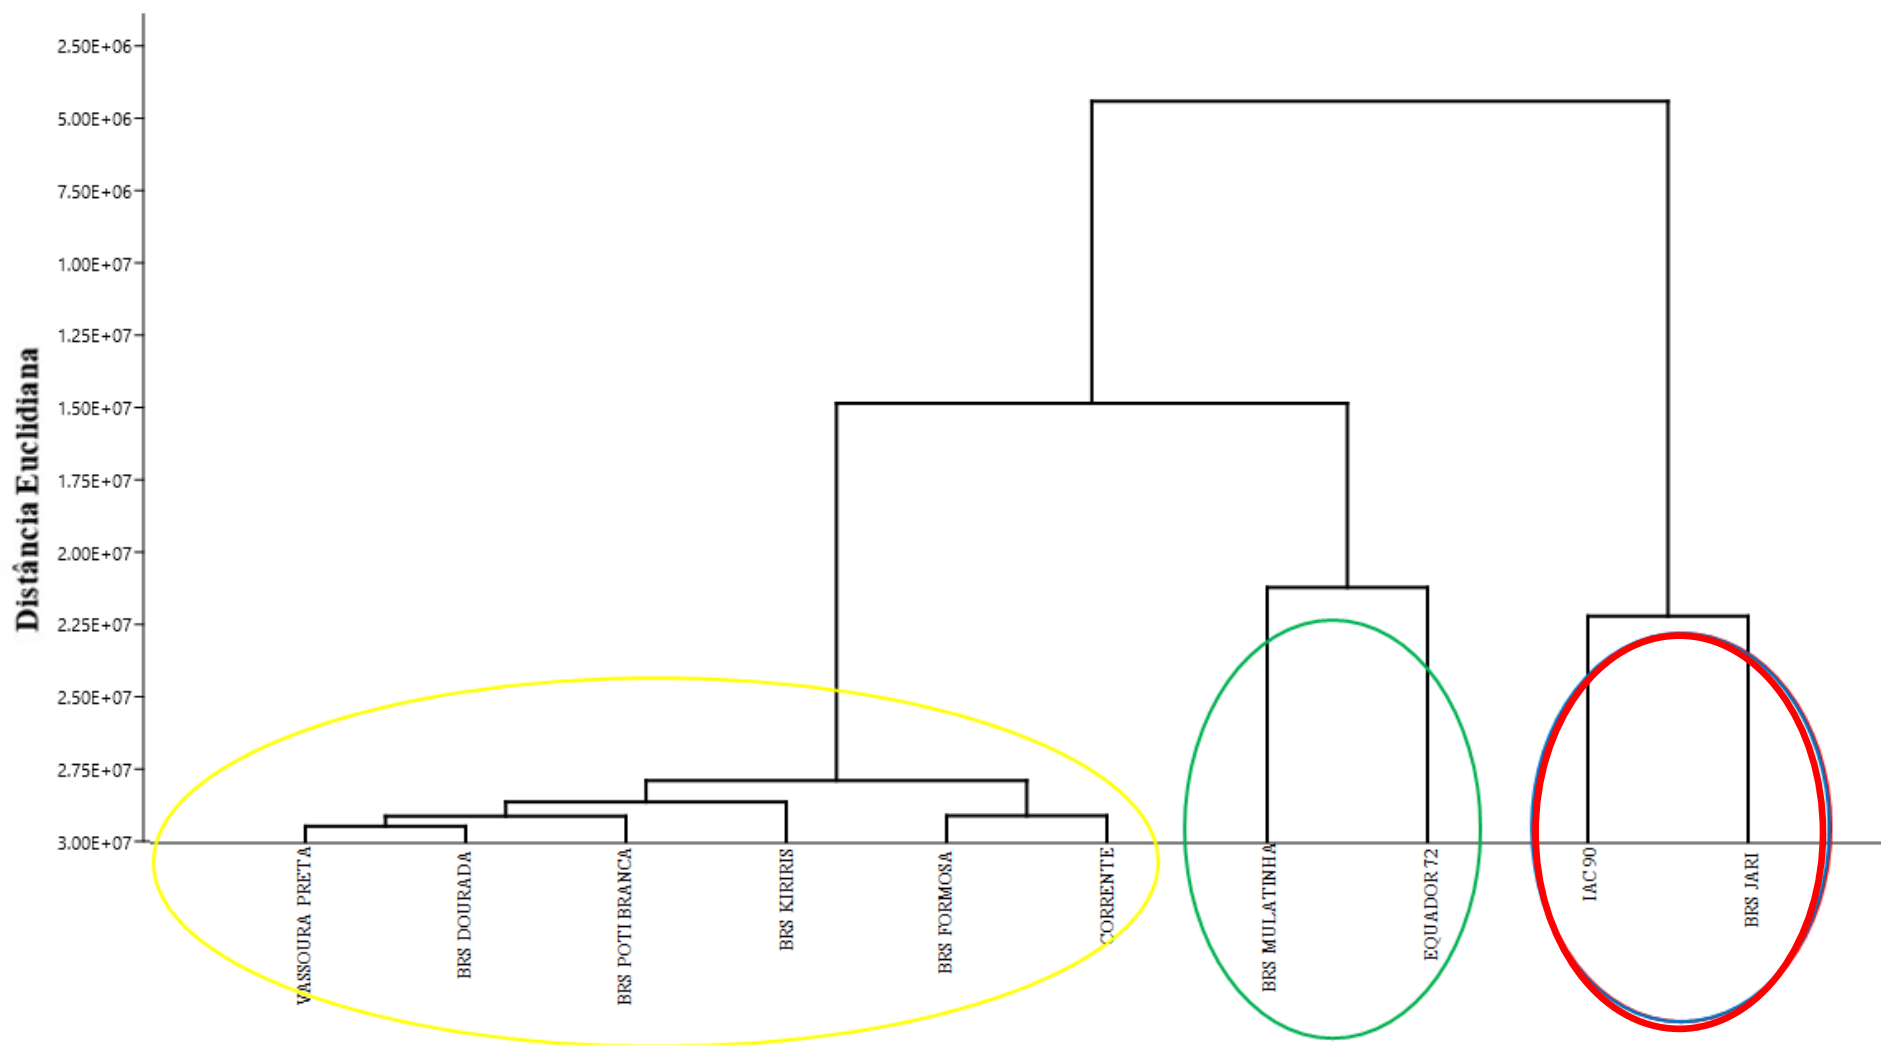 Distância Euclidiana
2.50E+06
5.00E+06
7.50E+06
1.00E+07
1.25E+07
1.50E+07
1.75E+07
2.00E+07
2.25E+07
2.50E+07
2.75E+07
3.00E+07
VASSOURA PRETA
BRS DOURADA
BRS POTI BRANCA
BRS KIRIRIS
BRS FORMOSA
CORRENTE
BRS MULATINHA
EQUADOR 72
IAC 90
BRS JARI